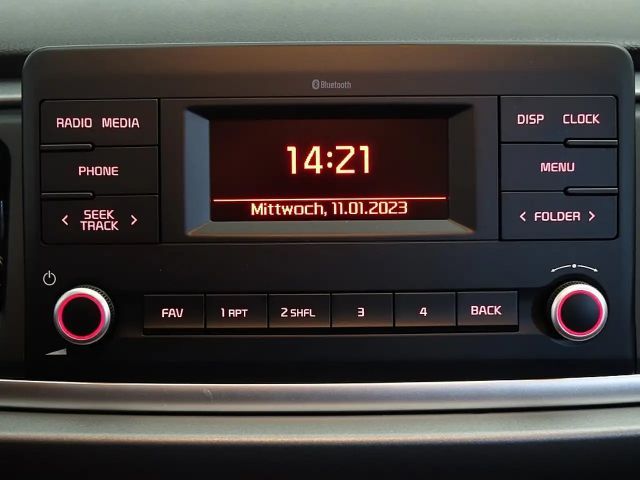 Bluetooth
RADIO MEDIA
PHONE
< SEEK TRACK >
14:21
Mittwoch, 11.01.2023
DISP CLOCK
MENU
< FOLDER >
FAV 1 RPT 2 SHFL 3 4 BACK